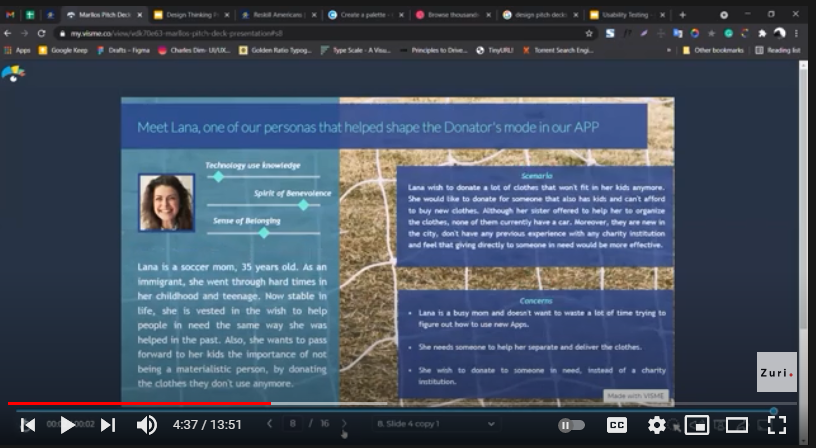 Marllos Pitch Deck
Design Thinking
Reskill Americans
Create a palette -
Browse thousand
design pitch deck
Usability Testing -
my.visme.co/view/
marllos-pitch-deck-presentation#s8
Apps
Google Keep
Drafts – Figma
Charles Dim- UI/UX...
Golden Ratio Typog...
Type Scale - A Visu...
Principles to Drive...
TinyURL!
Torrent Search Engi...
»
Other bookmarks
Reading list
Meet Lana, one of our personas that helped shape the Donator's mode in our APP
Technology use knowledge
Spirit of Benevolence
Sense of Belonging
Lana is a soccer mom, 35 years old. As an
immigrant, she went through hard times in
her childhood and teenage. Now stable in
life, she is vested in the wish to help
people in need the same way she was
helped in the past. Also, she wants to pass
forward to her kids the importance of not
being a materialistic person, by donating
the clothes they don't use anymore.
Scenario
Lana wish to donate a lot of clothes that won't fit in her kids anymore.
She would like to donate for someone that also has kids and can't afford
to buy new clothes. Although her sister offered to help her to organize
the clothes, none of them currently have a car. Moreover, they are new in
the city, don't have any previous experience with any charity institution
and feel that giving directly to someone in need would be more effective.
Concerns
• Lana is a busy mom and doesn't want to waste a lot of time trying to
figure out how to use new Apps.
• She needs someone to help her separate and deliver the clothes.
• She wish to donate to someone in need, instead of a charity
institution.
Made with VISME
Zuri.
4:37 / 13:51
8 / 16
8. Slide 4 copy 1
CC